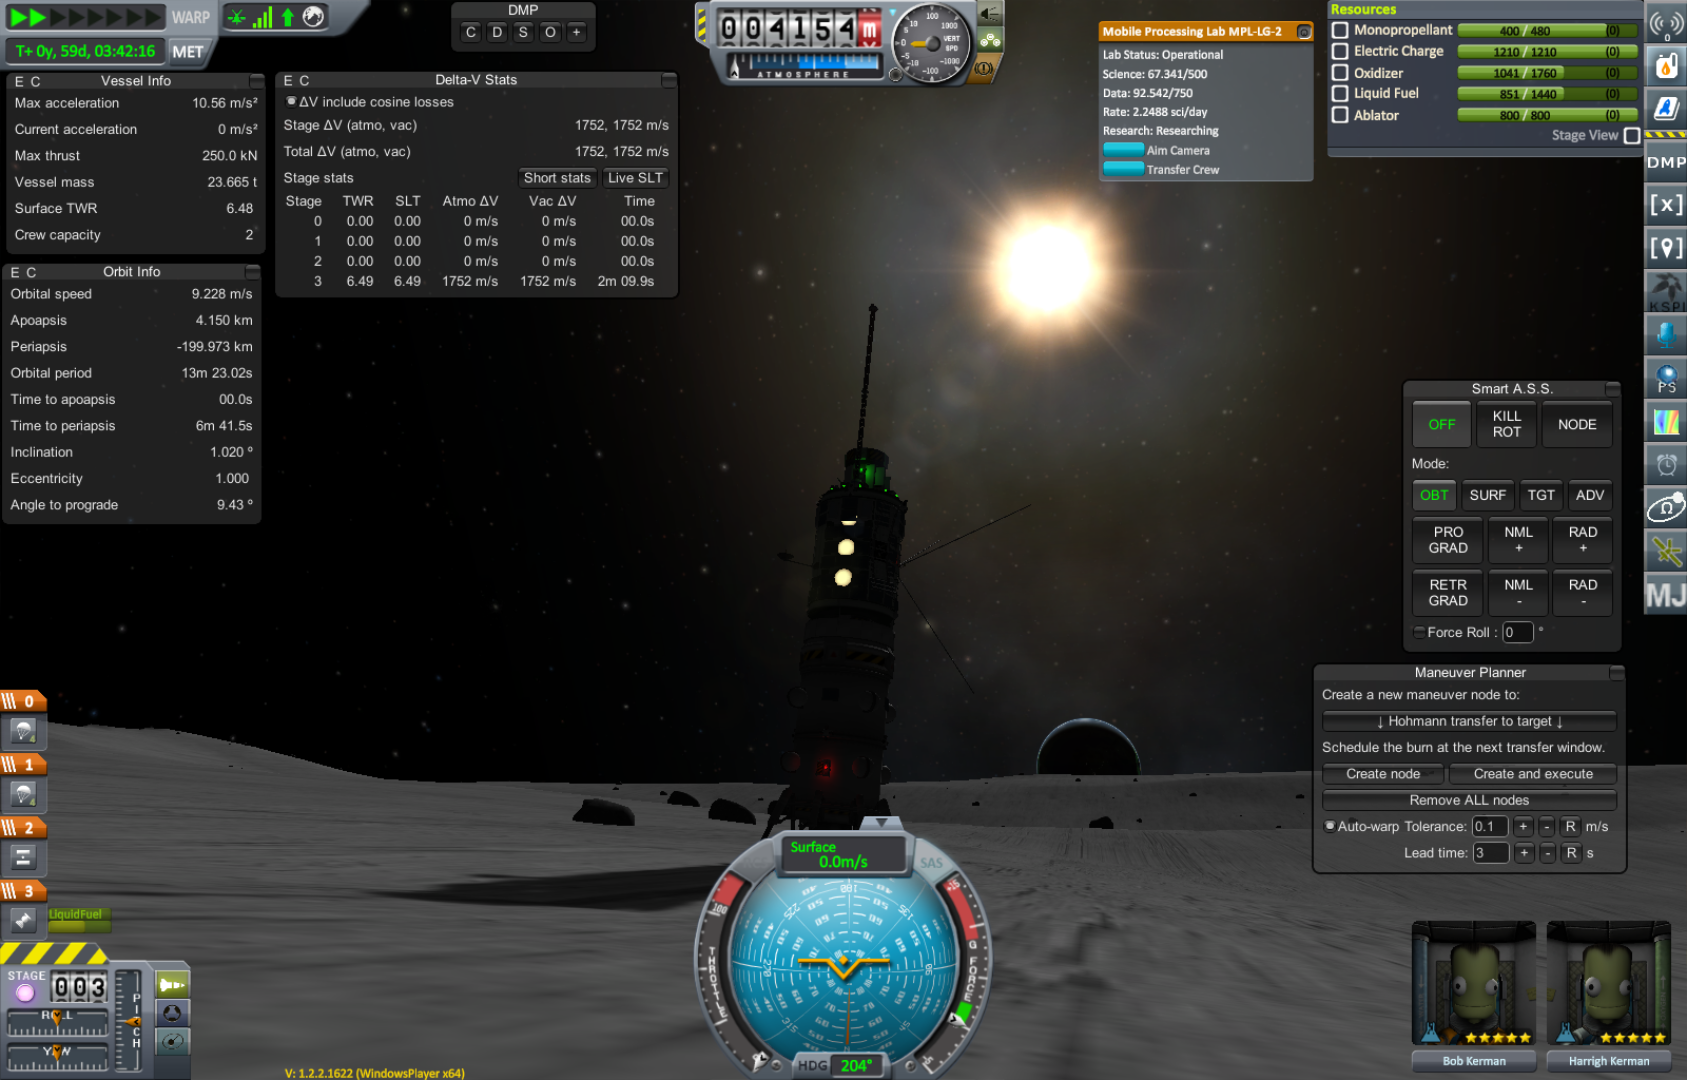 WARP
T+ 0y, 59d, 03:42:16
MET
DMP
C D S O +
004154 m
ATMOSPHERE
VERT SPD
Mobile Processing Lab MPL-LG-2
Lab Status: Operational
Science: 67.341/500
Data: 92.542/750
Rate: 2.2488 sci/day
Research: Researching
Aim Camera
Transfer Crew
Resources
Monopropellant 400 / 480 (0)
Electric Charge 1210 / 1210 (0)
Oxidizer 1041 / 1760 (0)
Liquid Fuel 851 / 1440 (0)
Ablator 800 / 800 (0)
Stage View
E C Vessel Info
Max acceleration 10.56 m/s²
Current acceleration 0 m/s²
Max thrust 250.0 kN
Vessel mass 23.665 t
Surface TWR 6.48
Crew capacity 2
E C Orbit Info
Orbital speed 9.228 m/s
Apoapsis 4.150 km
Periapsis -199.973 km
Orbital period 13m 23.02s
Time to apoapsis 00.0s
Time to periapsis 6m 41.5s
Inclination 1.020 º
Eccentricity 1.000
Angle to prograde 9.43 º
E C Delta-V Stats
ΔV include cosine losses
Stage ΔV (atmo, vac) 1752, 1752 m/s
Total ΔV (atmo, vac) 1752, 1752 m/s
Stage stats Short stats Live SLT
Stage TWR SLT Atmo ΔV Vac ΔV Time
0 0.00 0.00 0 m/s 0 m/s 00.0s
1 0.00 0.00 0 m/s 0 m/s 00.0s
2 0.00 0.00 0 m/s 0 m/s 00.0s
3 6.49 6.49 1752 m/s 1752 m/s 2m 09.9s
0
DMP
[x]
KSPI
PS
MJ
Smart A.S.S.
OFF KILL ROT NODE
Mode:
OBT SURF TGT ADV
PRO GRAD NML + RAD +
RETR GRAD NML - RAD -
Force Roll : 0 °
Maneuver Planner
Create a new maneuver node to:
↓ Hohmann transfer to target ↓
Schedule the burn at the next transfer window.
Create node Create and execute
Remove ALL nodes
Auto-warp Tolerance: 0.1 + - R m/s
Lead time: 3 + - R s
0
1
2
3
LiquidFuel
STAGE
003
ROLL
YAW
PITCH
Surface
0.0m/s
SAS
THROTTLE
G FORCE
HDG 204°
Bob Kerman
Harrigh Kerman
V: 1.2.2.1622 (WindowsPlayer x64)